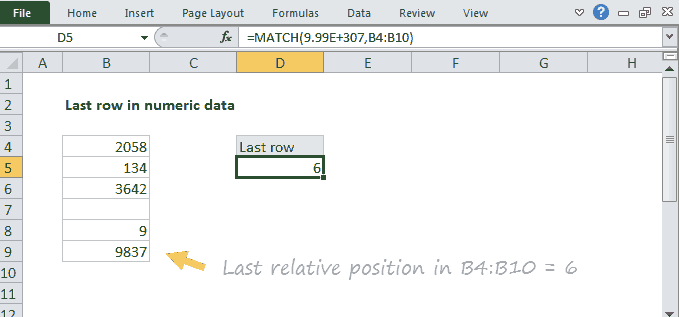 File Home Insert Page Layout Formulas Data Review View
D5 fx =MATCH(9.99E+307,B4:B10)
A B C D E F G H
1
2 Last row in numeric data
3
4 2058 Last row
5 134 6
6 3642
7
8 9
9 9837
Last relative position in B4:B10 = 6
10
11
12